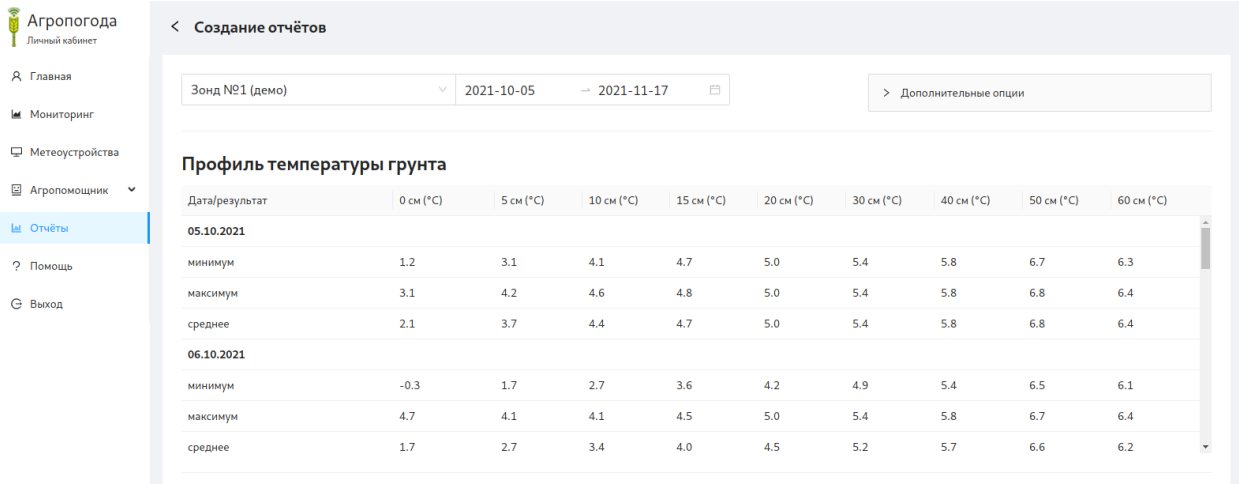 Агропогода
Личный кабинет
Главная
Мониторинг
Метеоустройства
Агропомощник
Отчёты
Помощь
Выход
Создание отчётов
Зонд №1 (демо) 2021-10-05 → 2021-11-17
> Дополнительные опции
Профиль температуры грунта
Дата/результат 0 см (°C) 5 см (°C) 10 см (°C) 15 см (°C) 20 см (°C) 30 см (°C) 40 см (°C) 50 см (°C) 60 см (°C)
05.10.2021
минимум 1.2 3.1 4.1 4.7 5.0 5.4 5.8 6.7 6.3
максимум 3.1 4.2 4.6 4.8 5.0 5.4 5.8 6.8 6.4
среднее 2.1 3.7 4.4 4.7 5.0 5.4 5.8 6.8 6.4
06.10.2021
минимум -0.3 1.7 2.7 3.6 4.2 4.9 5.4 6.5 6.1
максимум 4.7 4.1 4.1 4.5 5.0 5.4 5.8 6.7 6.4
среднее 1.7 2.7 3.4 4.0 4.5 5.2 5.7 6.6 6.2